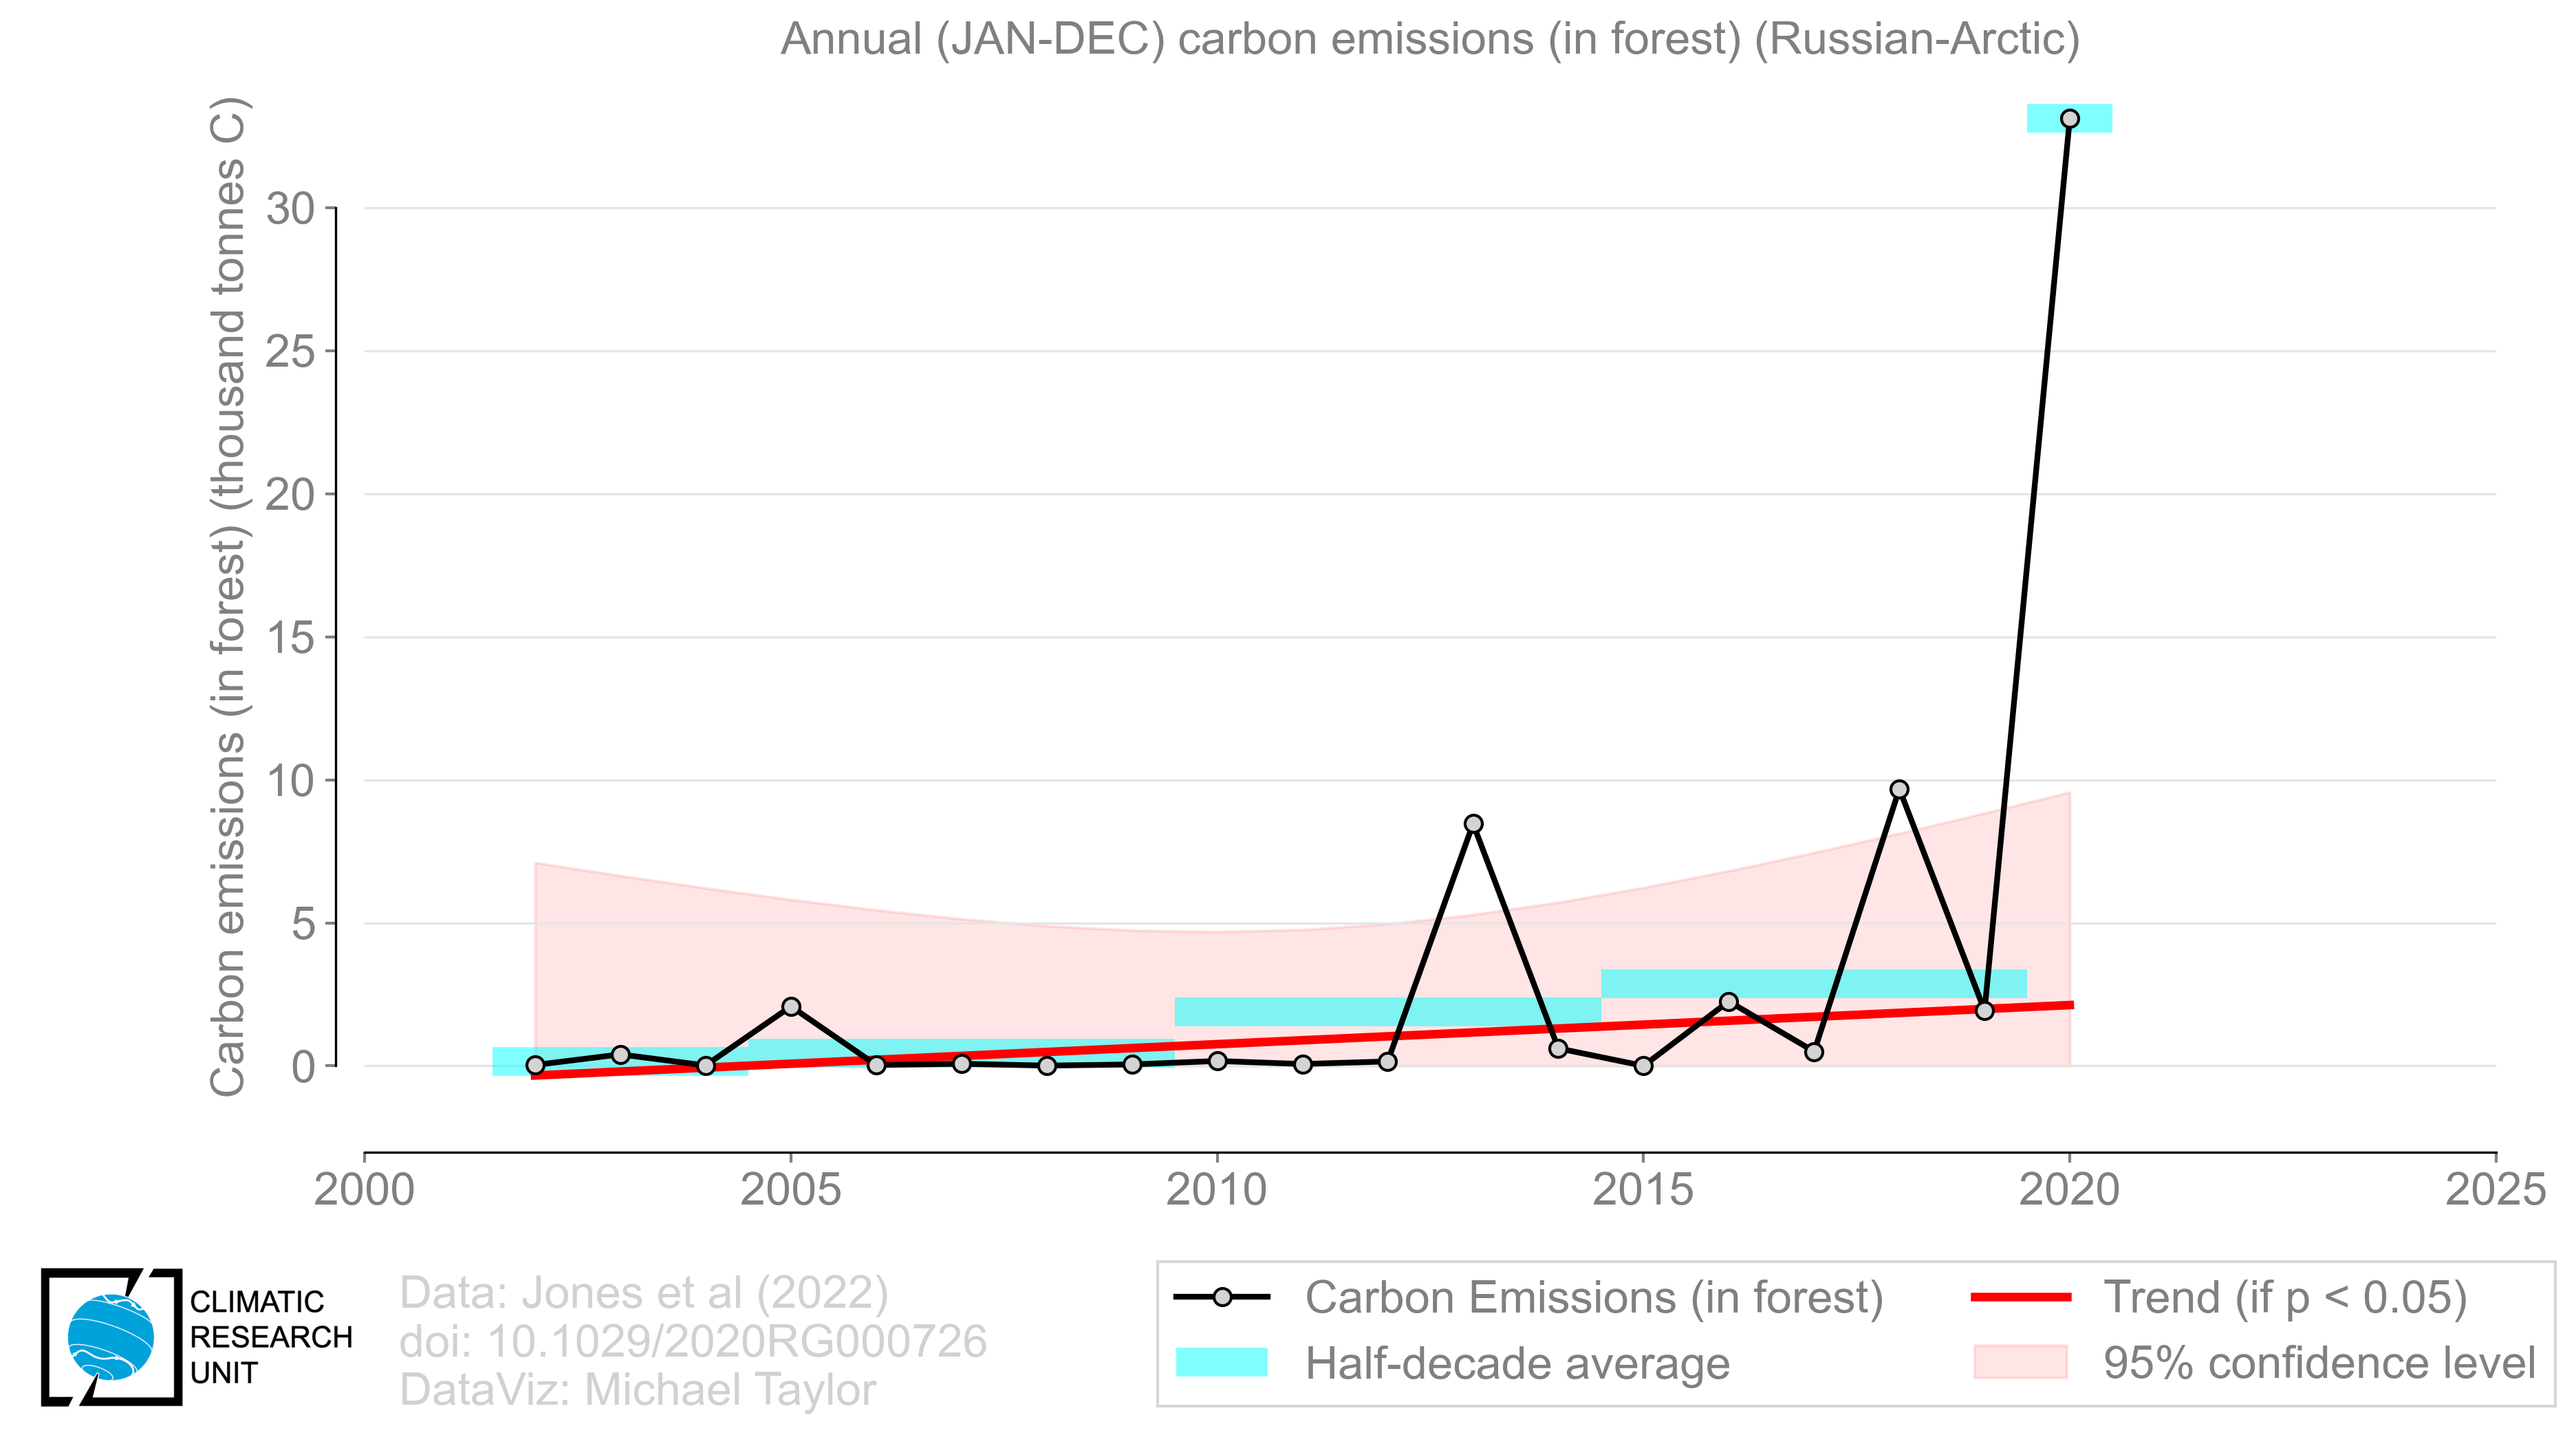 Annual (JAN-DEC) carbon emissions (in forest) (Russian-Arctic)
Carbon emissions (in forest) (thousand tonnes C)
30
25
20
15
10
5
0
2000
2005
2010
2015
2020
2025
CLIMATIC
RESEARCH
UNIT
Data: Jones et al (2022)
doi: 10.1029/2020RG000726
DataViz: Michael Taylor
Carbon Emissions (in forest)
Half-decade average
Trend (if p < 0.05)
95% confidence level